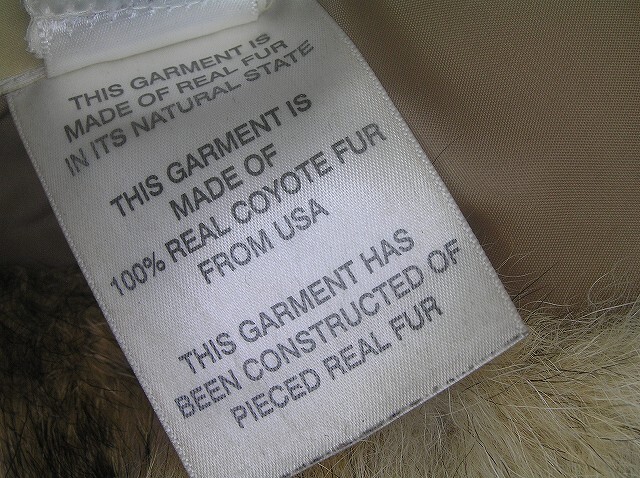 THIS GARMENT IS
MADE OF REAL FUR
IN ITS NATURAL STATE
THIS GARMENT IS
MADE OF
100% REAL COYOTE FUR
FROM USA
THIS GARMENT HAS
BEEN CONSTRUCTED OF
PIECED REAL FUR